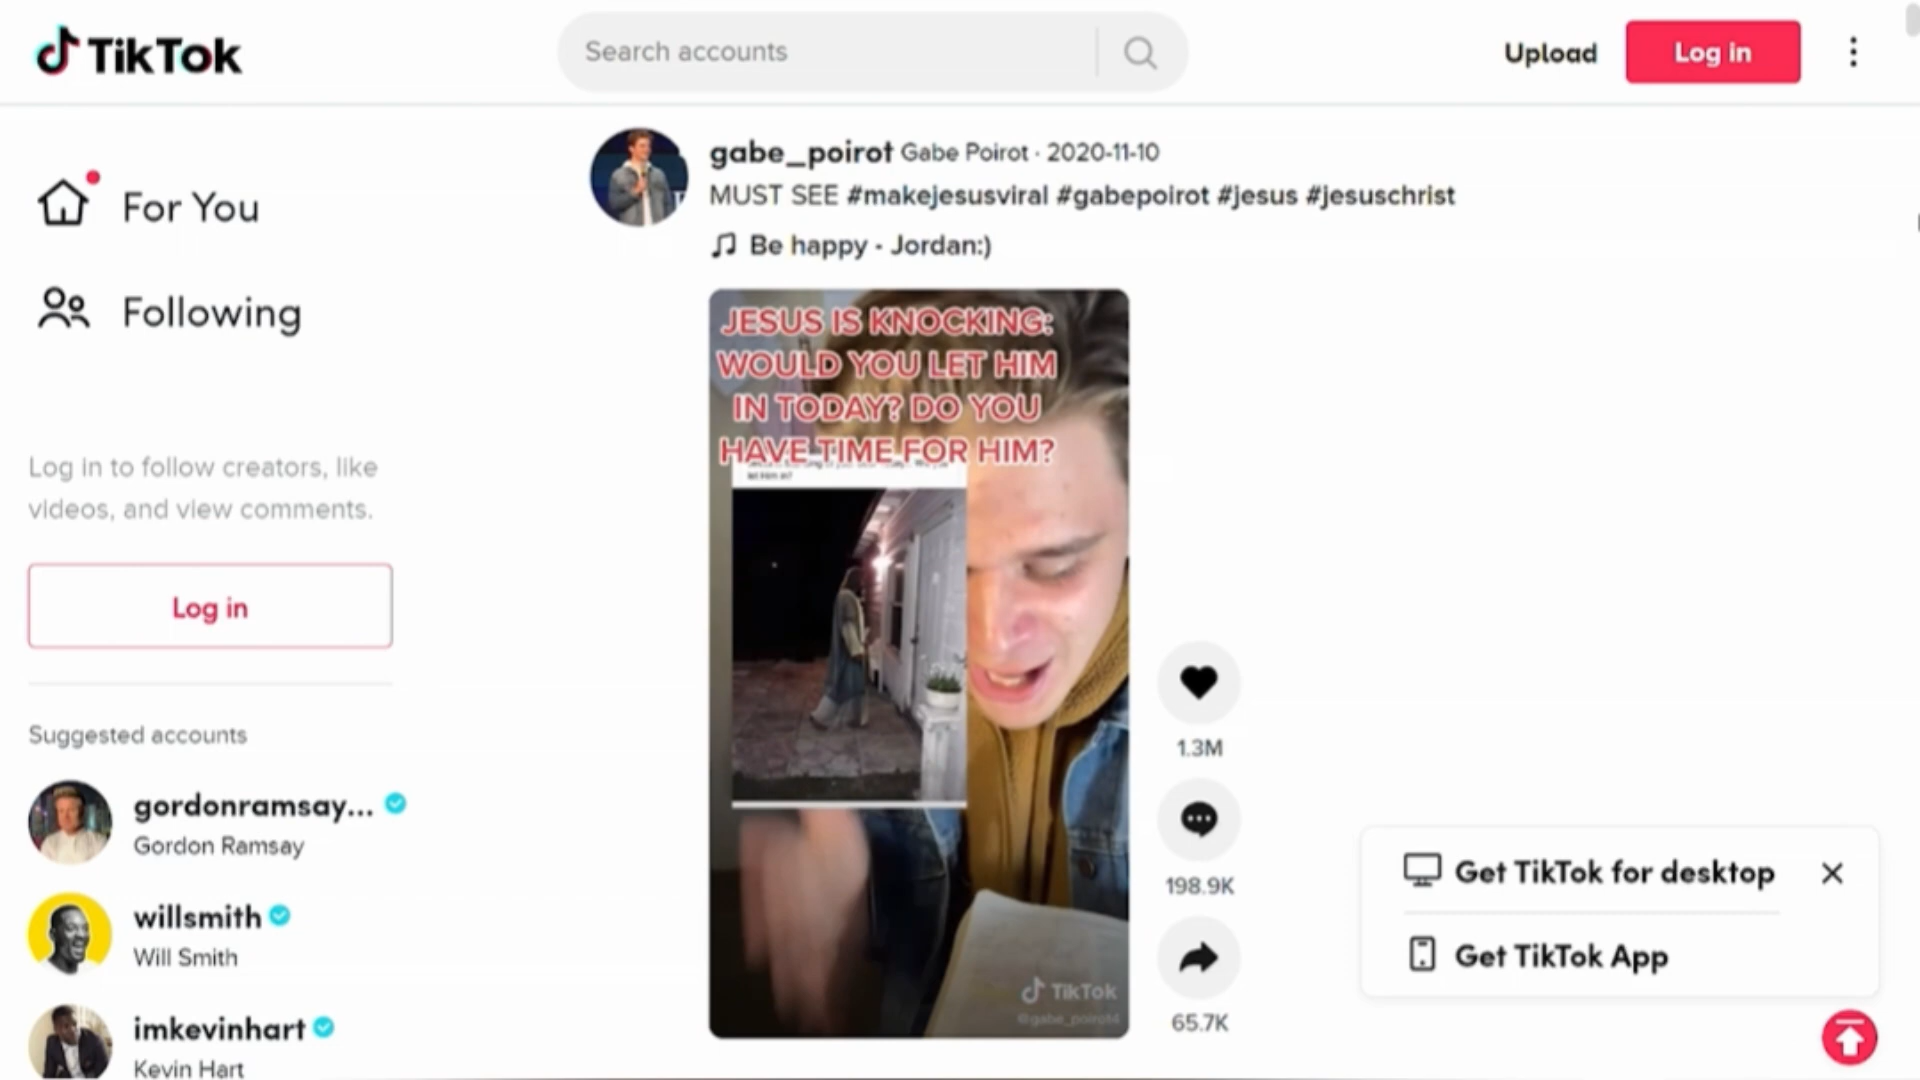 TikTok
Search accounts
Upload
Log in
For You
Following
Log in to follow creators, like
videos, and view comments.
Log in
Suggested accounts
gordonramsay...
Gordon Ramsay
willsmith
Will Smith
imkevinhart
Kevin Hart
gabe_poirot Gabe Poirot · 2020-11-10
MUST SEE #makejesusviral #gabepoirot #jesus #jesuschrist
Be happy - Jordan:)
JESUS IS KNOCKING:
WOULD YOU LET HIM
IN TODAY? DO YOU
HAVE TIME FOR HIM?
let Him in?
TikTok
@gabe_poirot4
1.3M
198.9K
65.7K
Get TikTok for desktop
Get TikTok App